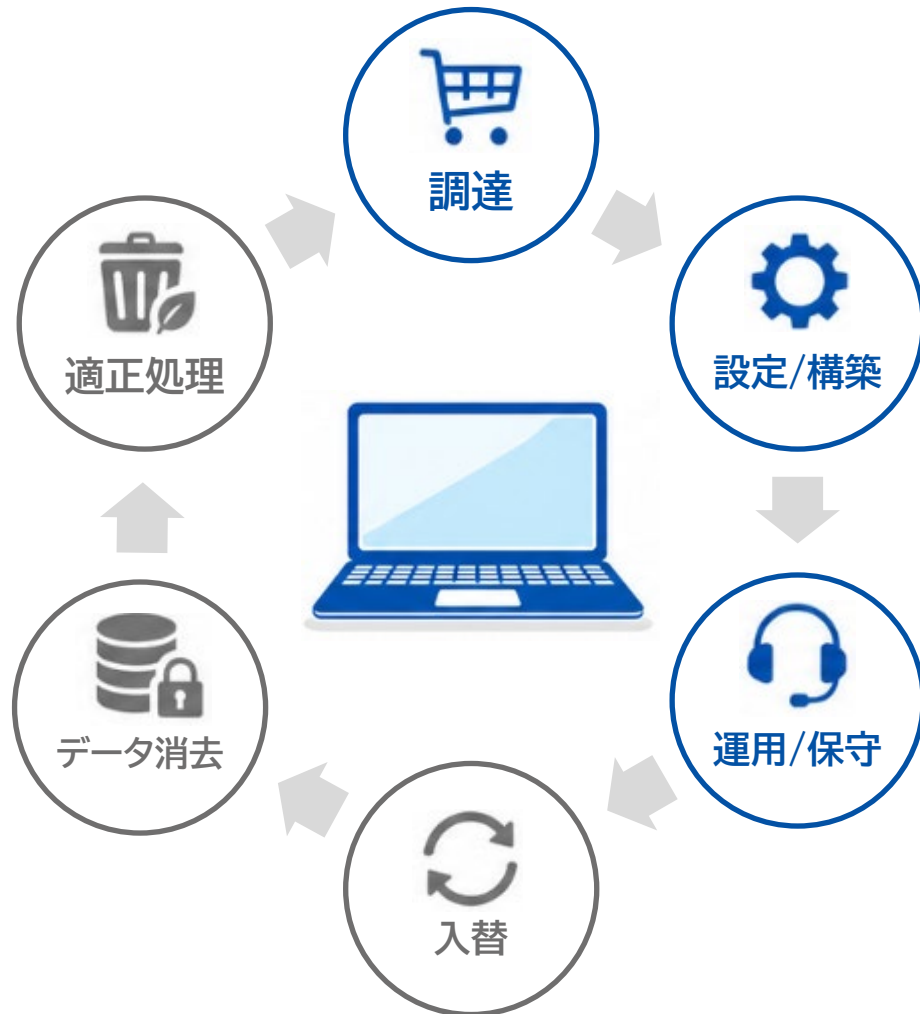 調達
設定/構築
運用/保守
入替
データ消去
適正処理